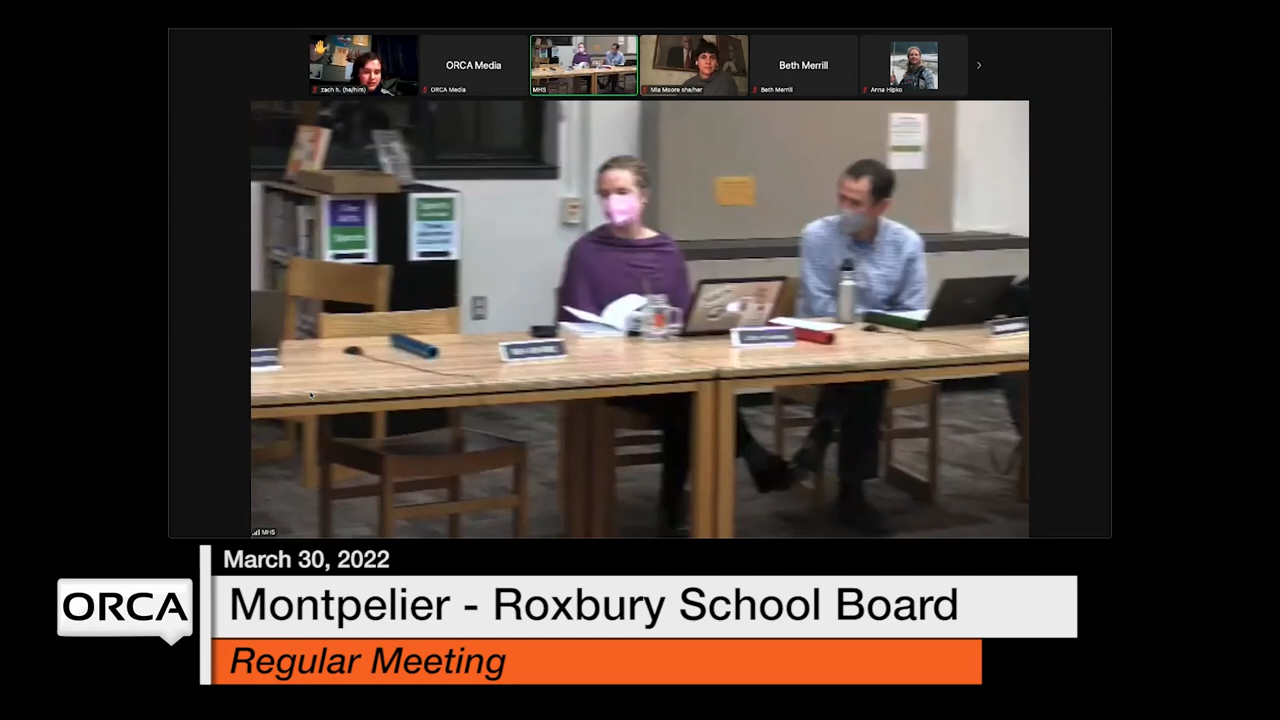 ORCA Media
Beth Merrill
zach h. (he/him)
ORCA Media
MHS
Mia Moore she/her
Beth Merrill
Anna Hipko
MHS
March 30, 2022
ORCA
Montpelier - Roxbury School Board
Regular Meeting